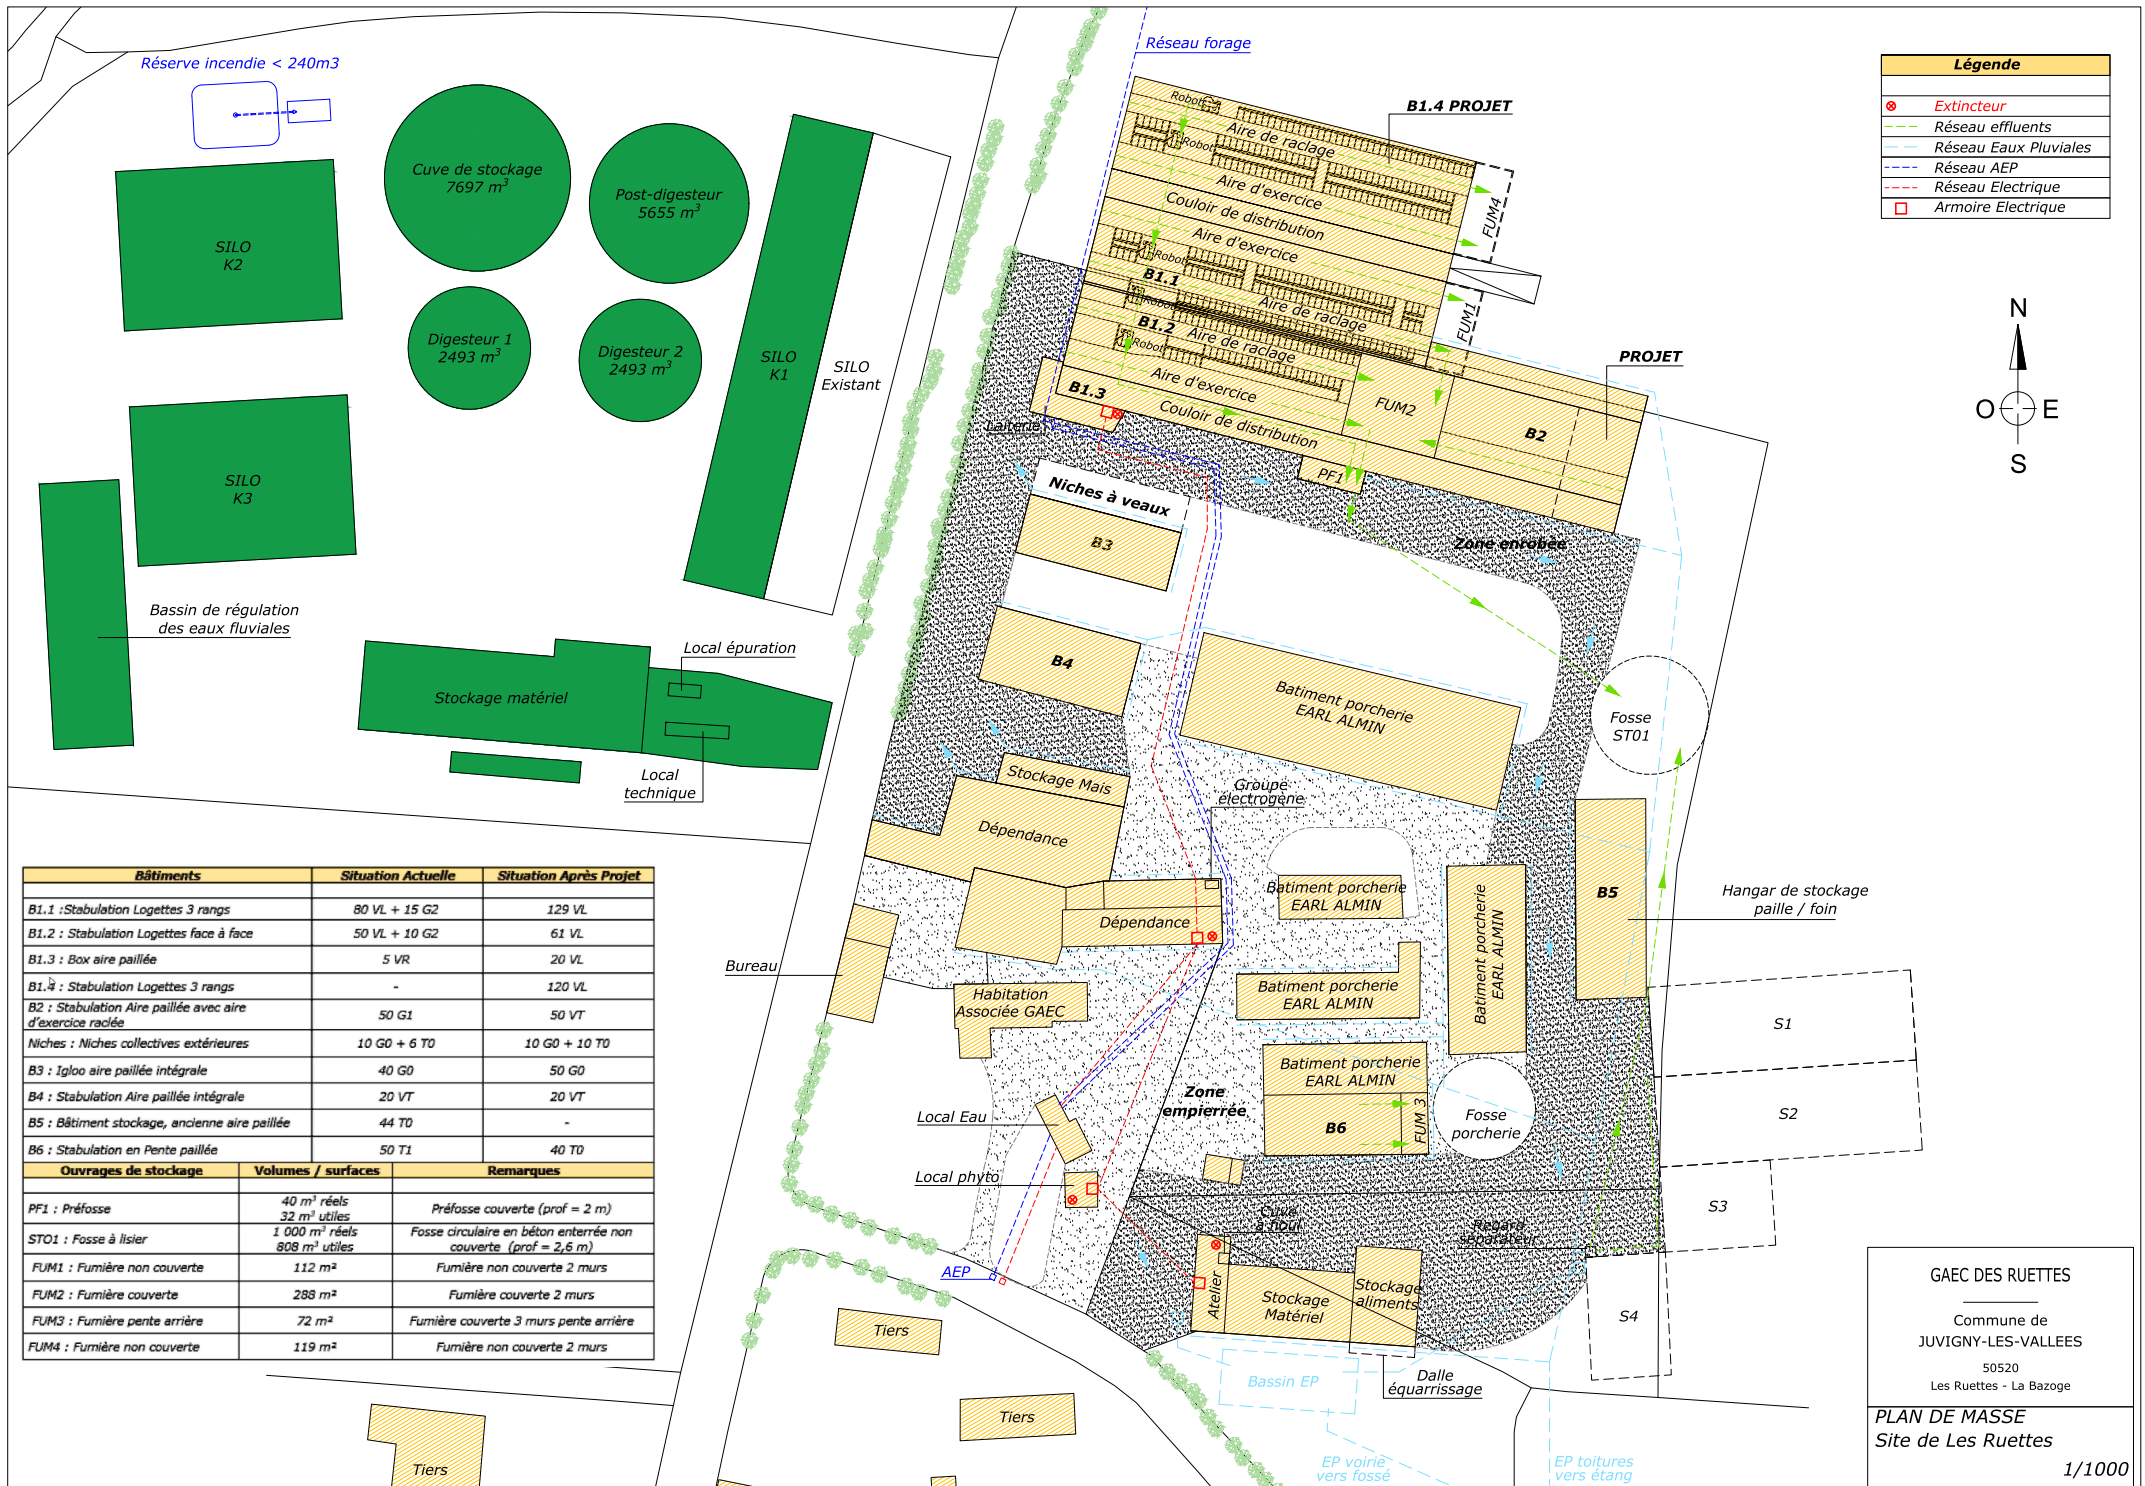 Réserve incendie < 240m3
Réseau forage
Légende
Extincteur
Réseau effluents
Réseau Eaux Pluviales
Réseau AEP
Réseau Electrique
Armoire Electrique
B1.4 PROJET
Robot
Aire de raclage
Robot
Aire d'exercice
Couloir de distribution
Aire d'exercice
Robot
B1.1
Aire de raclage
Robot
B1.2
Aire de raclage
Robot
Aire d'exercice
B1.3
Couloir de distribution
FUM4
FUM1
FUM2
PROJET
B2
PF1
Laiterie
Niches à veaux
B3
Zone enrobée
N
O
E
S
Cuve de stockage
7697 m³
Post-digesteur
5655 m³
SILO
K2
Digesteur 1
2493 m³
Digesteur 2
2493 m³
SILO
K1
SILO
Existant
SILO
K3
Bassin de régulation
des eaux fluviales
Local épuration
Stockage matériel
Local
technique
B4
Batiment porcherie
EARL ALMIN
Fosse
ST01
Stockage Mais
Dépendance
Groupe
électrogène
Batiment porcherie
EARL ALMIN
Dépendance
Batiment porcherie
EARL ALMIN
B5
Hangar de stockage
paille / foin
Bureau
Habitation
Associée GAEC
Batiment porcherie
EARL ALMIN
S1
S2
S3
S4
Batiment porcherie
EARL ALMIN
B6
FUM 3
Fosse
porcherie
Zone
empierrée
Local Eau
Local phyto
Cuve
à fioul
Regard
séparateur
AEP
Atelier
Stockage
Matériel
Stockage
aliments
Dalle
équarrissage
Bassin EP
EP voirie
vers fossé
EP toitures
vers étang
Tiers
Tiers
Tiers
Bâtiments Situation Actuelle Situation Après Projet
B1.1 :Stabulation Logettes 3 rangs 80 VL + 15 G2 129 VL
B1.2 : Stabulation Logettes face à face 50 VL + 10 G2 61 VL
B1.3 : Box aire paillée 5 VR 20 VL
B1.4 : Stabulation Logettes 3 rangs - 120 VL
B2 : Stabulation Aire paillée avec aire
d'exercice raclée 50 G1 50 VT
Niches : Niches collectives extérieures 10 G0 + 6 T0 10 G0 + 10 T0
B3 : Igloo aire paillée intégrale 40 G0 50 G0
B4 : Stabulation Aire paillée intégrale 20 VT 20 VT
B5 : Bâtiment stockage, ancienne aire paillée 44 T0 -
B6 : Stabulation en Pente paillée 50 T1 40 T0
Ouvrages de stockage Volumes / surfaces Remarques
PF1 : Préfosse 40 m³ réels
32 m³ utiles Préfosse couverte (prof = 2 m)
STO1 : Fosse à lisier 1 000 m³ réels
808 m³ utiles Fosse circulaire en béton enterrée non
couverte (prof = 2,6 m)
FUM1 : Fumière non couverte 112 m² Fumière non couverte 2 murs
FUM2 : Fumière couverte 288 m² Fumière couverte 2 murs
FUM3 : Fumière pente arrière 72 m² Fumière couverte 3 murs pente arrière
FUM4 : Fumière non couverte 119 m² Fumière non couverte 2 murs
GAEC DES RUETTES
Commune de
JUVIGNY-LES-VALLEES
50520
Les Ruettes - La Bazoge
PLAN DE MASSE
Site de Les Ruettes
1/1000